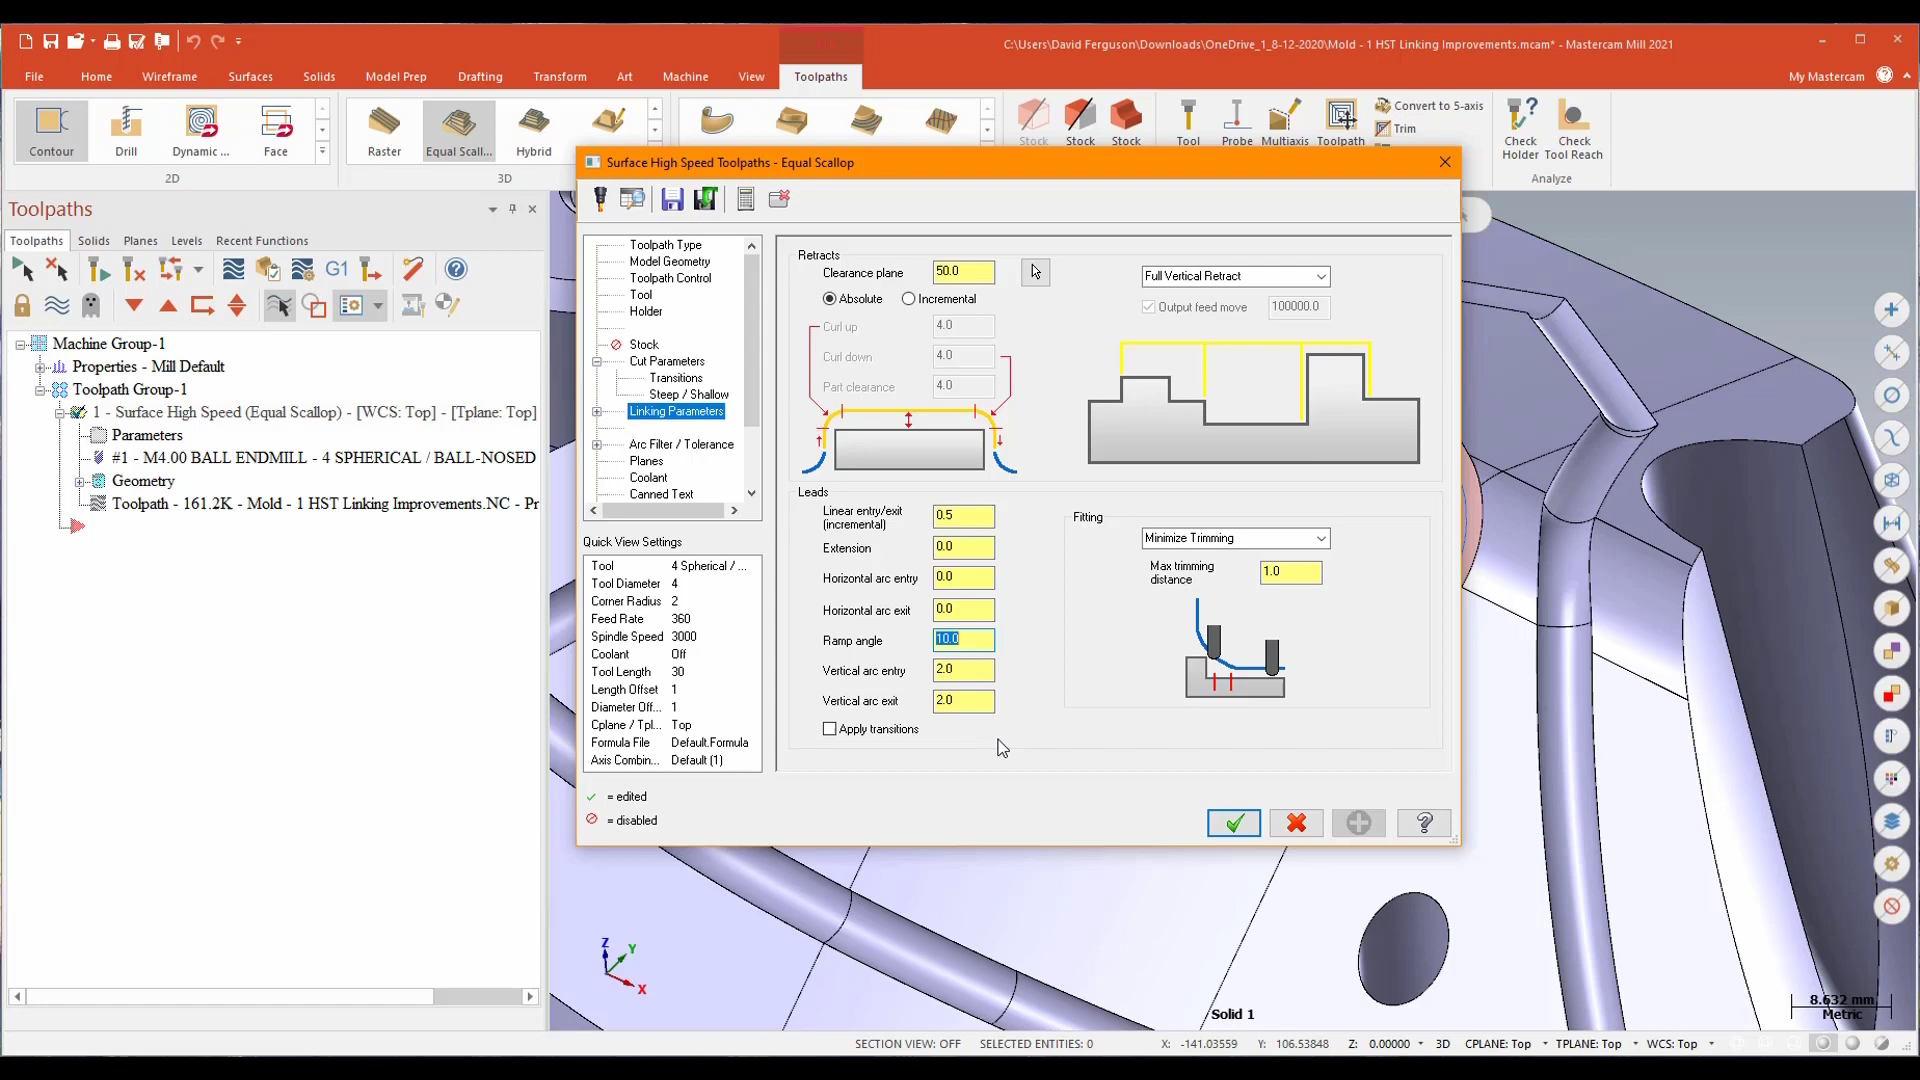 C:\Users\David Ferguson\Downloads\OneDrive_1_8-12-2020\Mold - 1 HST Linking Improvements.mcam* - Mastercam Mill 2021
File Home Wireframe Surfaces Solids Model Prep Drafting Transform Art Machine View Toolpaths My Mastercam
Contour Drill Dynamic ... Face
2D
Raster Equal Scall... Hybrid
3D
Stock Stock Stock
Tool Probe Multiaxis Toolpath
Convert to 5-axis
Trim
Check Holder
Check Tool Reach
Analyze
Toolpaths
Toolpaths Solids Planes Levels Recent Functions
G1
Machine Group-1
Properties - Mill Default
Toolpath Group-1
1 - Surface High Speed (Equal Scallop) - [WCS: Top] - [Tplane: Top]
Parameters
#1 - M4.00 BALL ENDMILL - 4 SPHERICAL / BALL-NOSED
Geometry
Toolpath - 161.2K - Mold - 1 HST Linking Improvements.NC - Pr
Surface High Speed Toolpaths - Equal Scallop
Toolpath Type
Model Geometry
Toolpath Control
Tool
Holder
Stock
Cut Parameters
Transitions
Steep / Shallow
Linking Parameters
Arc Filter / Tolerance
Planes
Coolant
Canned Text
Quick View Settings
Tool 4 Spherical / ...
Tool Diameter 4
Corner Radius 2
Feed Rate 360
Spindle Speed 3000
Coolant Off
Tool Length 30
Length Offset 1
Diameter Off... 1
Cplane / Tpl... Top
Formula File Default.Formula
Axis Combin... Default (1)
= edited
= disabled
Retracts
Clearance plane 50.0
Absolute Incremental
Curl up 4.0
Curl down 4.0
Part clearance 4.0
Full Vertical Retract
Output feed move 100000.0
Leads
Linear entry/exit (incremental) 0.5
Extension 0.0
Horizontal arc entry 0.0
Horizontal arc exit 0.0
Ramp angle 10.0
Vertical arc entry 2.0
Vertical arc exit 2.0
Apply transitions
Fitting
Minimize Trimming
Max trimming distance 1.0
Z Y X
Solid 1
8.632 mm
Metric
SECTION VIEW: OFF SELECTED ENTITIES: 0 X: -141.03559 Y: 106.53848 Z: 0.00000 3D CPLANE: Top TPLANE: Top WCS: Top